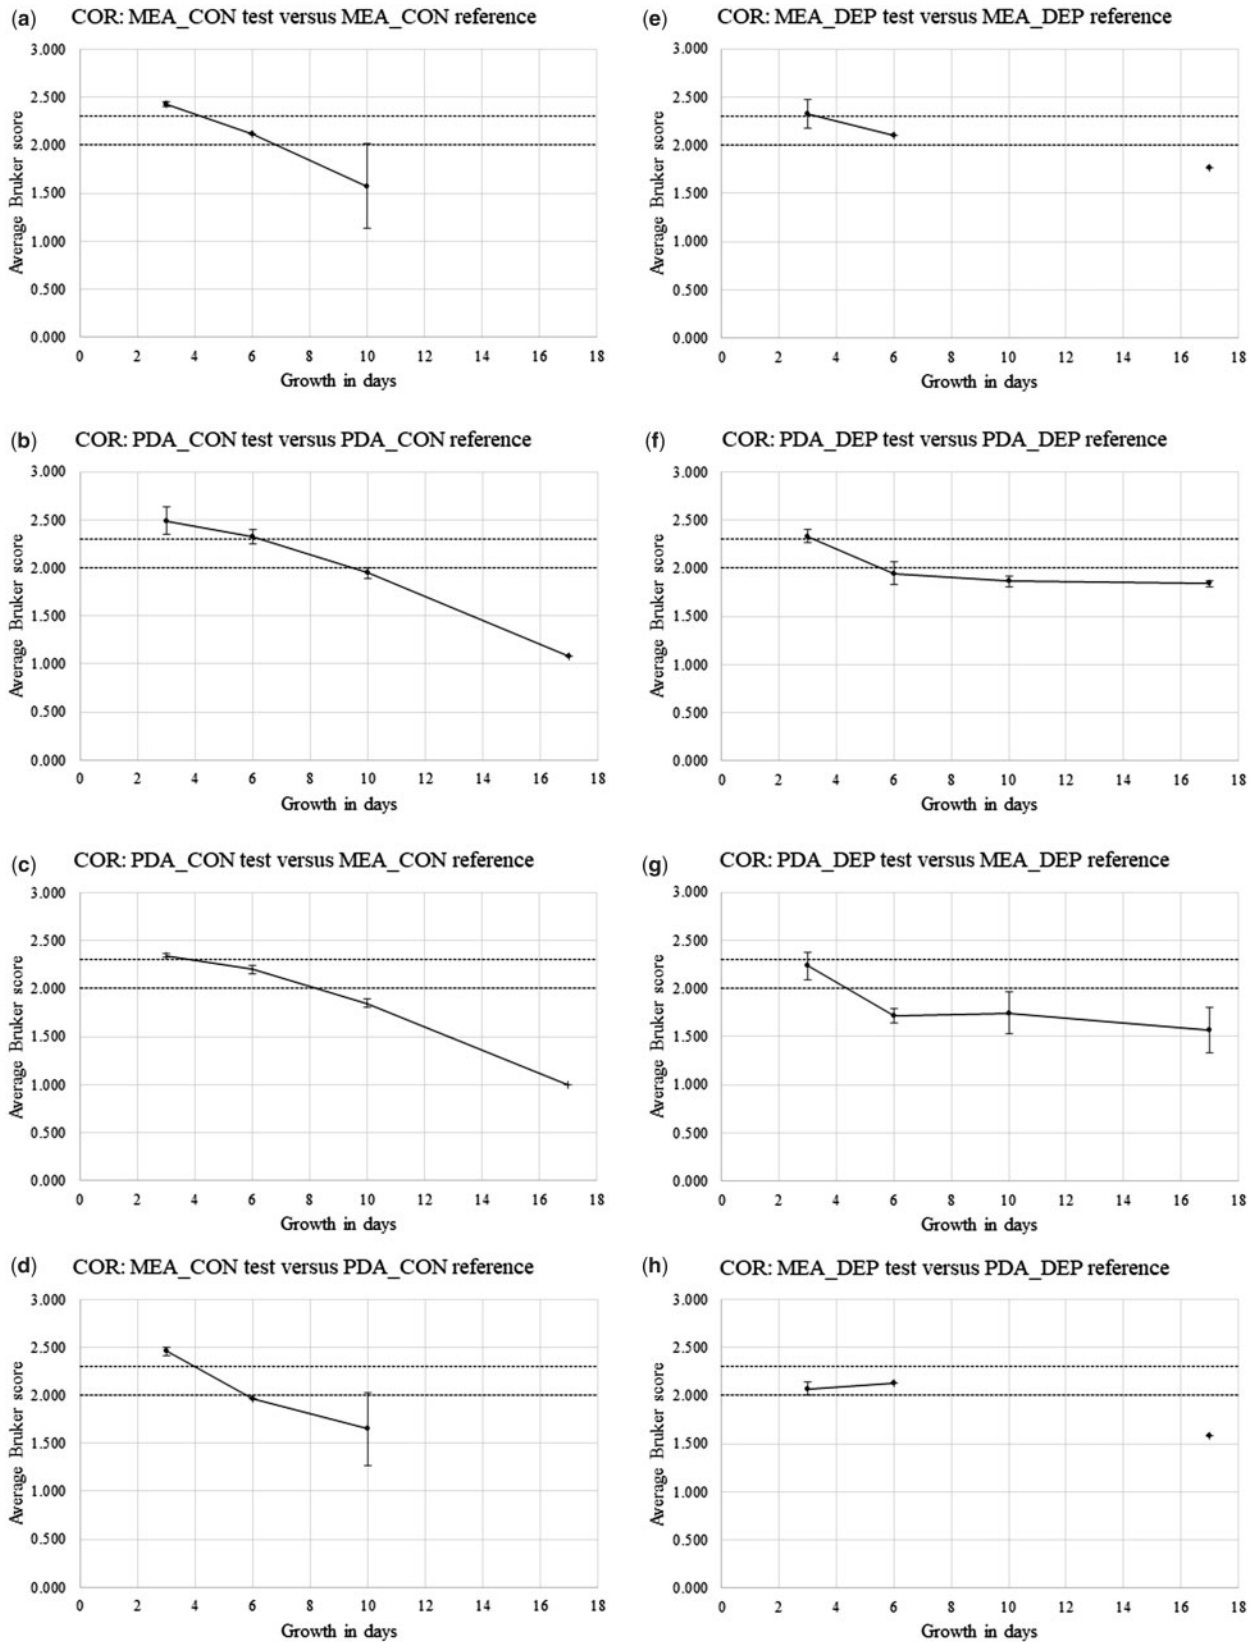 (a) COR: MEA_CON test versus MEA_CON reference
3.000
2.500
2.000
1.500
1.000
0.500
0.000
Average Bruker score
0 2 4 6 8 10 12 14 16 18
Growth in days
(e) COR: MEA_DEP test versus MEA_DEP reference
3.000
2.500
2.000
1.500
1.000
0.500
0.000
Average Bruker score
0 2 4 6 8 10 12 14 16 18
Growth in days
(b) COR: PDA_CON test versus PDA_CON reference
3.000
2.500
2.000
1.500
1.000
0.500
0.000
Average Bruker score
0 2 4 6 8 10 12 14 16 18
Growth in days
(f) COR: PDA_DEP test versus PDA_DEP reference
3.000
2.500
2.000
1.500
1.000
0.500
0.000
Average Bruker score
0 2 4 6 8 10 12 14 16 18
Growth in days
(c) COR: PDA_CON test versus MEA_CON reference
3.000
2.500
2.000
1.500
1.000
0.500
0.000
Average Bruker score
0 2 4 6 8 10 12 14 16 18
Growth in days
(g) COR: PDA_DEP test versus MEA_DEP reference
3.000
2.500
2.000
1.500
1.000
0.500
0.000
Average Bruker score
0 2 4 6 8 10 12 14 16 18
Growth in days
(d) COR: MEA_CON test versus PDA_CON reference
3.000
2.500
2.000
1.500
1.000
0.500
0.000
Average Bruker score
0 2 4 6 8 10 12 14 16 18
Growth in days
(h) COR: MEA_DEP test versus PDA_DEP reference
3.000
2.500
2.000
1.500
1.000
0.500
0.000
Average Bruker score
0 2 4 6 8 10 12 14 16 18
Growth in days